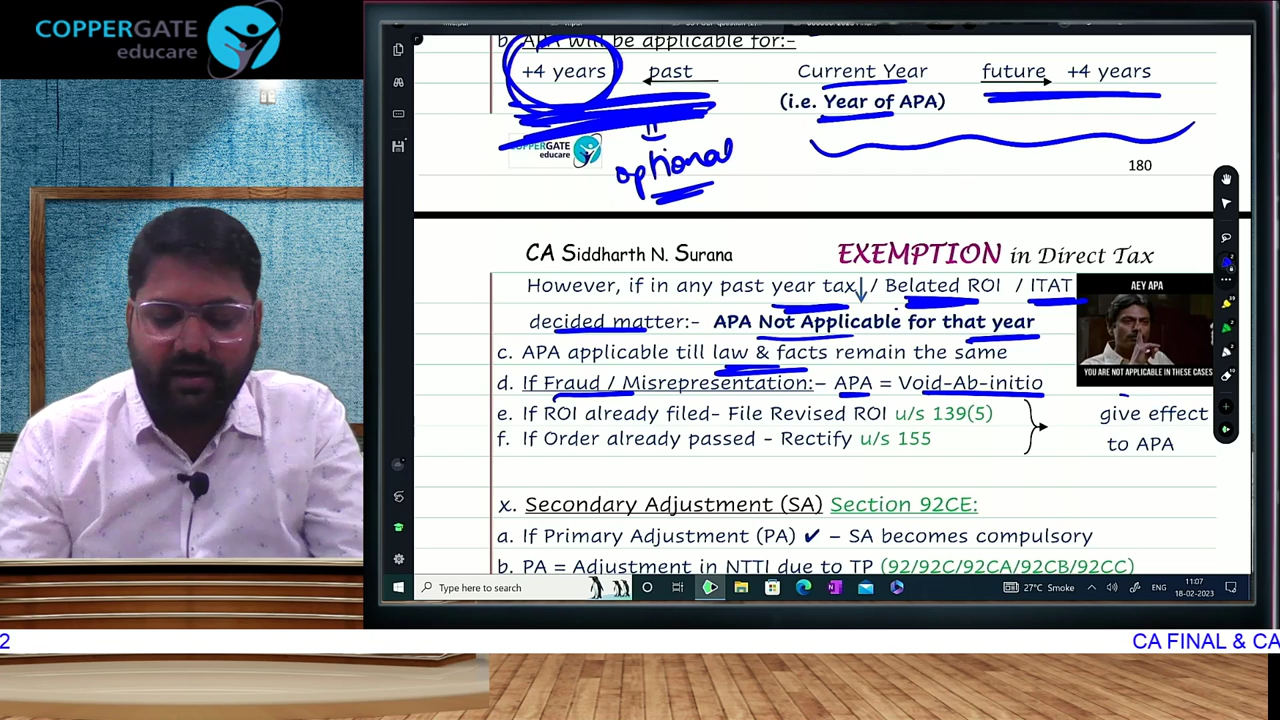 COPPERGATE
educare
b. APA will be applicable for:-
+4 years past Current Year future +4 years
(i.e. Year of APA)
COPPERGATE
educare
optional
180
CA Siddharth N. Surana EXEMPTION in Direct Tax
However, if in any past year tax↓ / Belated ROI / ITAT
decided matter:- APA Not Applicable for that year
AEY APA
YOU ARE NOT APPLICABLE IN THESE CASES
c. APA applicable till law & facts remain the same
d. If Fraud / Misrepresentation:- APA = Void-Ab-initio
e. If ROI already filed- File Revised ROI u/s 139(5) give effect
f. If Order already passed - Rectify u/s 155 to APA
x. Secondary Adjustment (SA) Section 92CE:
a. If Primary Adjustment (PA) ✔ - SA becomes compulsory
b. PA = Adjustment in NTTI due to TP (92/92C/92CA/92CB/92CC)
Type here to search
27°C Smoke
ENG
11:07
18-02-2023
2
CA FINAL & CA